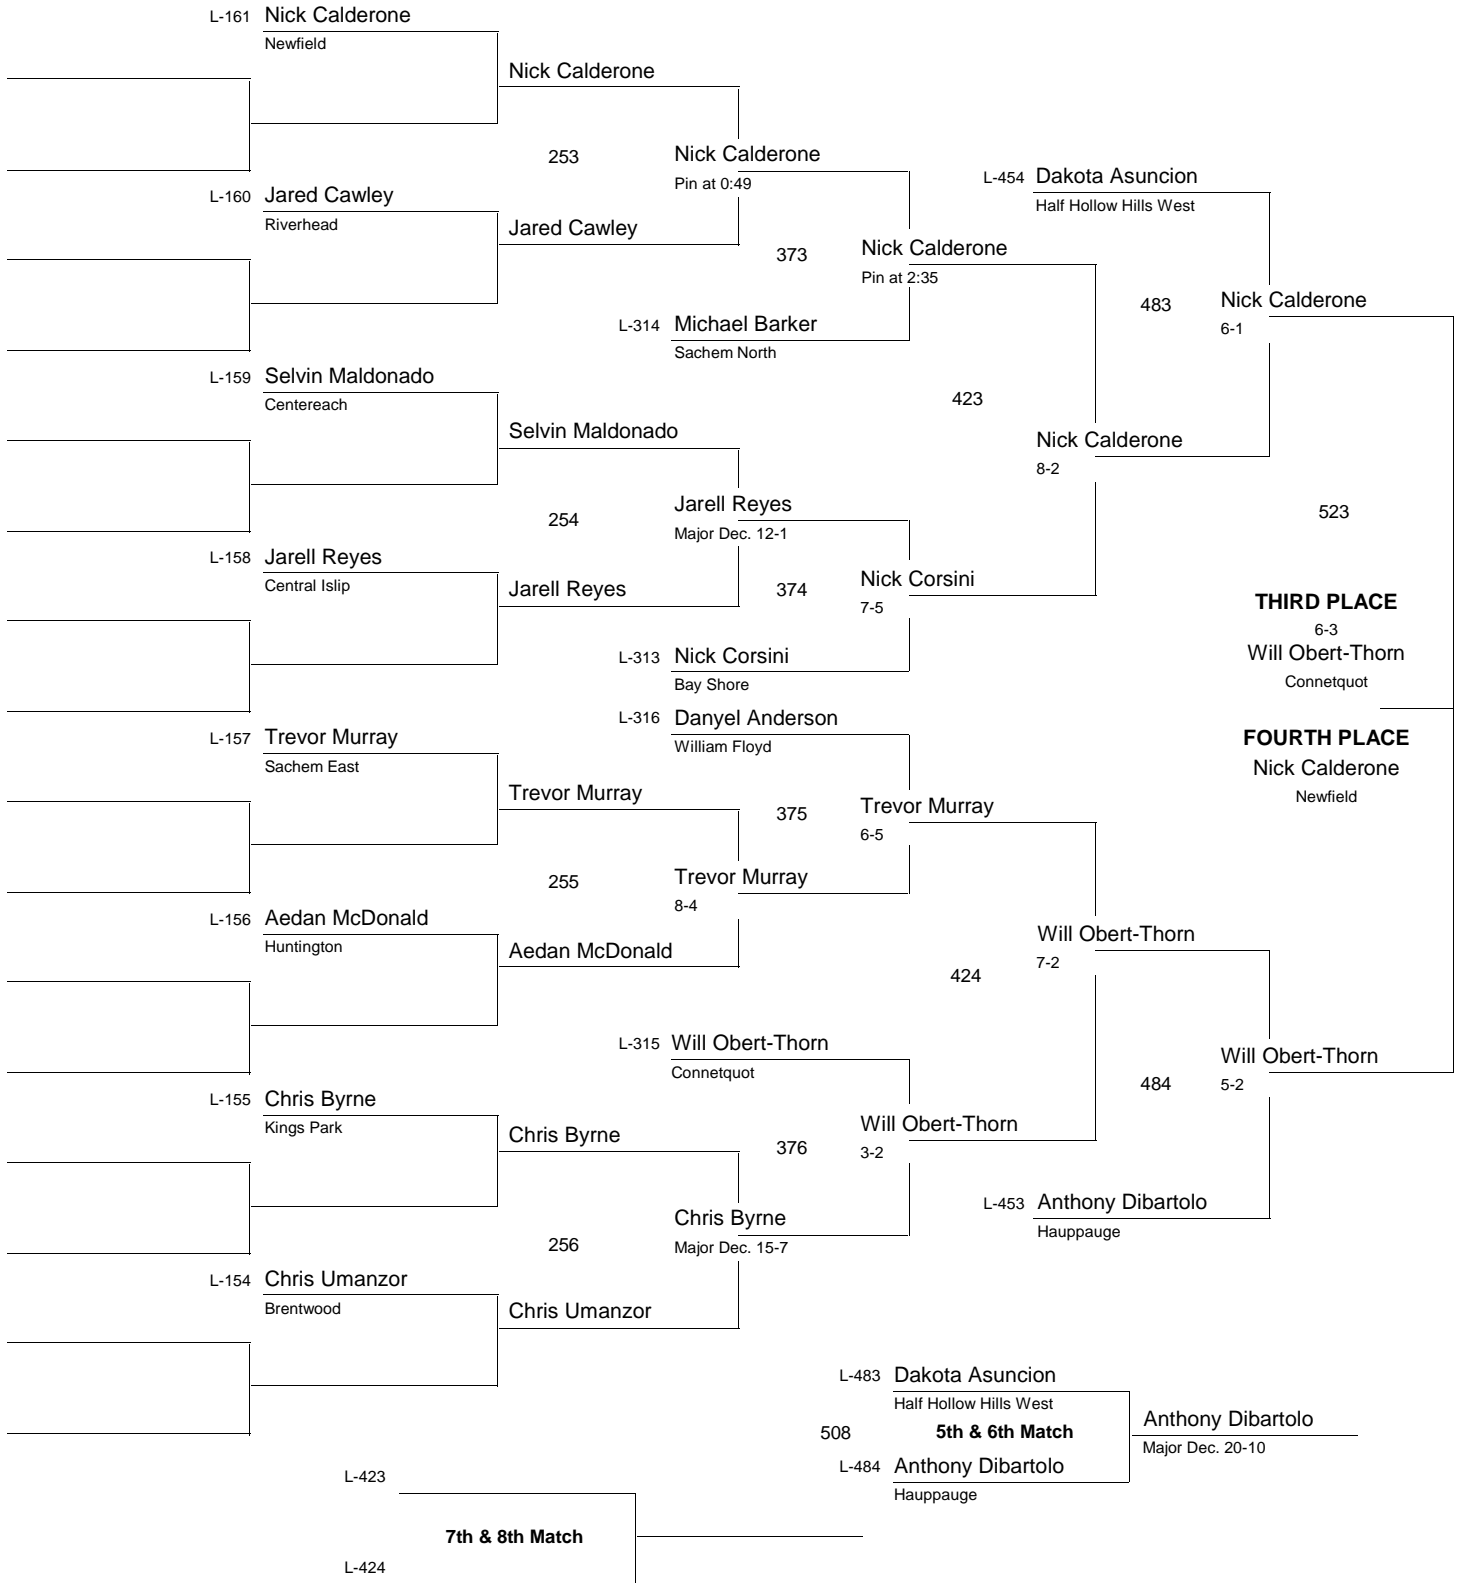 L-161 Nick Calderone
Newfield
Nick Calderone
253
Nick Calderone
Pin at 0:49
L-454 Dakota Asuncion
Half Hollow Hills West
L-160 Jared Cawley
Riverhead
Jared Cawley
373
Nick Calderone
Pin at 2:35
483
Nick Calderone
6-1
L-314 Michael Barker
Sachem North
L-159 Selvin Maldonado
Centereach
423
Selvin Maldonado
Nick Calderone
8-2
254
Jarell Reyes
Major Dec. 12-1
523
L-158 Jarell Reyes
Central Islip
Jarell Reyes
374
Nick Corsini
7-5
THIRD PLACE
6-3
Will Obert-Thorn
Connetquot
L-313 Nick Corsini
Bay Shore
L-316 Danyel Anderson
William Floyd
L-157 Trevor Murray
Sachem East
FOURTH PLACE
Nick Calderone
Newfield
Trevor Murray
375
Trevor Murray
6-5
255
Trevor Murray
8-4
L-156 Aedan McDonald
Huntington
Aedan McDonald
424
Will Obert-Thorn
7-2
L-315 Will Obert-Thorn
Connetquot
484
Will Obert-Thorn
5-2
L-155 Chris Byrne
Kings Park
Chris Byrne
376
Will Obert-Thorn
3-2
L-453 Anthony Dibartolo
Hauppauge
256
Chris Byrne
Major Dec. 15-7
L-154 Chris Umanzor
Brentwood
Chris Umanzor
L-483 Dakota Asuncion
Half Hollow Hills West
508
5th & 6th Match
Anthony Dibartolo
Major Dec. 20-10
L-484 Anthony Dibartolo
Hauppauge
L-423
7th & 8th Match
L-424